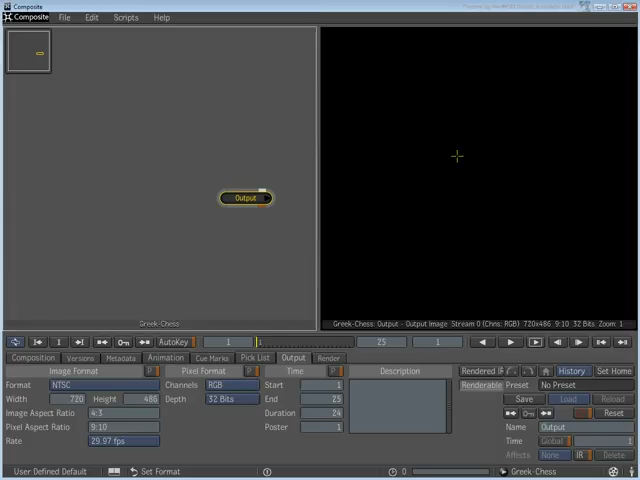 Composite
Composite File Edit Scripts Help
Output
Greek-Chess
Greek-Chess: Output - Output Image Stream 0 (Chns: RGB) 720x486 9:10 32 Bits Zoom: 1
1 AutoKey 1 1 25 1
Composition Versions Metadata Animation Cue Marks Pick List Output Render
Image Format P Pixel Format P Time P Description Rendered IR History Set Home
Format NTSC Channels RGB Start 1 Renderable Preset No Preset
Width 720 Height 486 Depth 32 Bits End 25 Save Load Reload
Image Aspect Ratio 4:3 Duration 24 Reset
Pixel Aspect Ratio 9:10 Poster 1 Name Output
Rate 29.97 fps Time Global 1
Affects None IR Delete
User Defined Default Set Format 0 Greek-Chess